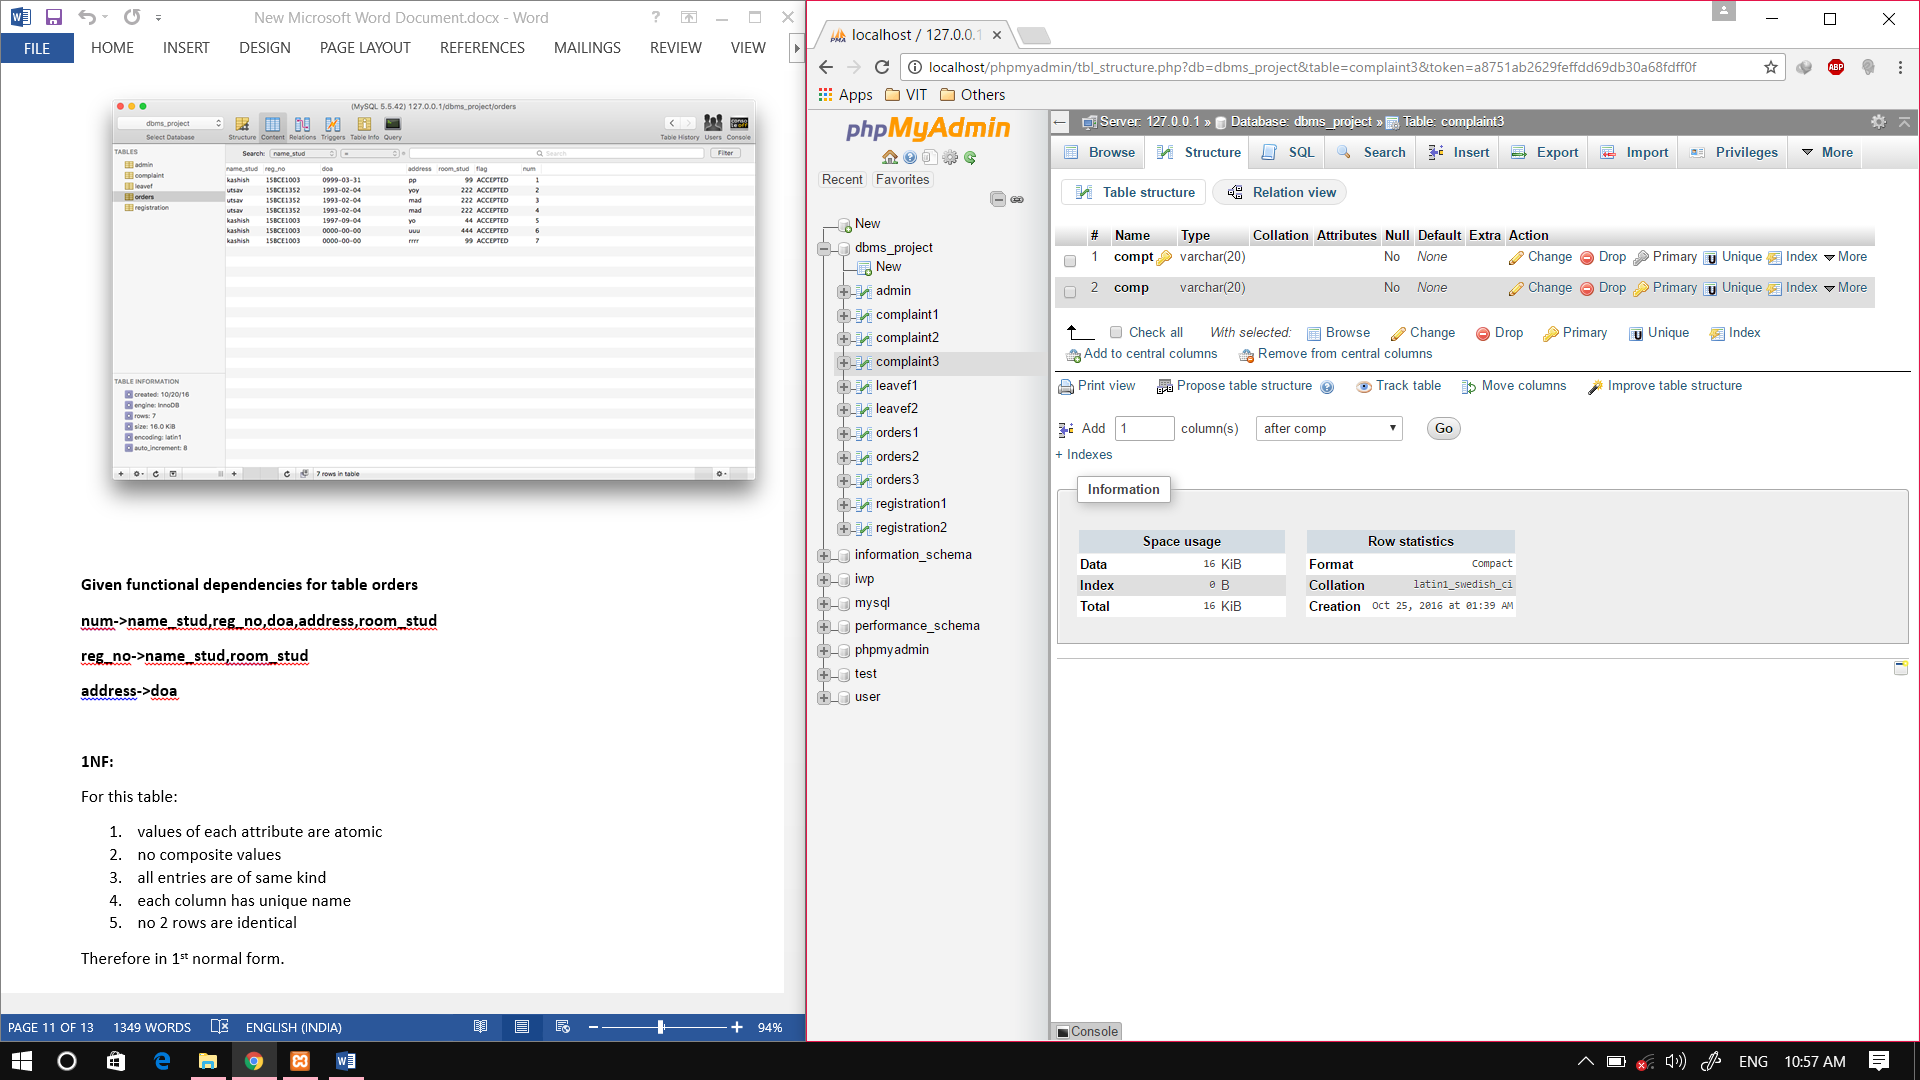 New Microsoft Word Document.docx - Word
FILE HOME INSERT DESIGN PAGE LAYOUT REFERENCES MAILINGS REVIEW VIEW
(MySQL 5.5.42) 127.0.0.1/dbms_project/orders
dbms_project
Select Database Structure Content Relations Triggers Table Info Query Table History Users Console
TABLES
Search: name_stud = Search Filter
admin
complaint
leavef
orders
registration
name_stud reg_no doa address room_stud flag num
kashish 15BCE1003 0999-03-31 pp 99 ACCEPTED 1
utsav 15BCE1352 1993-02-04 yoy 222 ACCEPTED 2
utsav 15BCE1352 1993-02-04 mad 222 ACCEPTED 3
utsav 15BCE1352 1993-02-04 mad 222 ACCEPTED 4
kashish 15BCE1003 1997-09-04 yo 44 ACCEPTED 5
kashish 15BCE1003 0000-00-00 uuu 444 ACCEPTED 6
kashish 15BCE1003 0000-00-00 rrrr 99 ACCEPTED 7
TABLE INFORMATION
created: 10/20/16
engine: InnoDB
rows: 7
size: 16.0 KiB
encoding: latin1
auto_increment: 8
7 rows in table
Given functional dependencies for table orders
num->name_stud,reg_no,doa,address,room_stud
reg_no->name_stud,room_stud
address->doa
1NF:
For this table:
1. values of each attribute are atomic
2. no composite values
3. all entries are of same kind
4. each column has unique name
5. no 2 rows are identical
Therefore in 1st normal form.
PAGE 11 OF 13 1349 WORDS ENGLISH (INDIA) 94%
localhost / 127.0.0.1
localhost/phpmyadmin/tbl_structure.php?db=dbms_project&table=complaint3&token=a8751ab2629feffdd69db30a68fdff0f
ABP
Apps VIT Others
phpMyAdmin
Recent Favorites
New
dbms_project
New
admin
complaint1
complaint2
complaint3
leavef1
leavef2
orders1
orders2
orders3
registration1
registration2
information_schema
iwp
mysql
performance_schema
phpmyadmin
test
user
Server: 127.0.0.1 » Database: dbms_project » Table: complaint3
Browse Structure SQL Search Insert Export Import Privileges More
Table structure Relation view
# Name Type Collation Attributes Null Default Extra Action
1 compt varchar(20) No None Change Drop Primary Unique Index More
2 comp varchar(20) No None Change Drop Primary Unique Index More
Check all With selected: Browse Change Drop Primary Unique Index
Add to central columns Remove from central columns
Print view Propose table structure Track table Move columns Improve table structure
Add 1 column(s) after comp Go
+ Indexes
Information
Space usage
Data 16 KiB
Index 0 B
Total 16 KiB
Row statistics
Format Compact
Collation latin1_swedish_ci
Creation Oct 25, 2016 at 01:39 AM
Console
ENG 10:57 AM